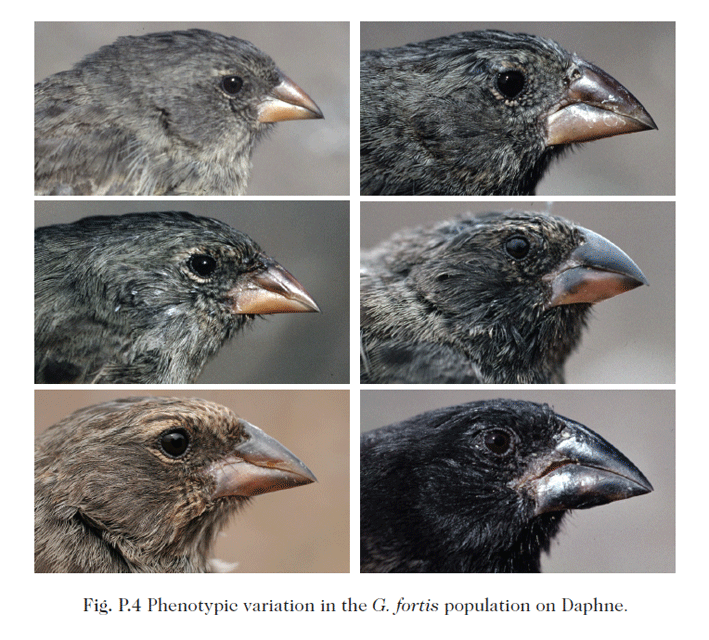 Fig. P.4 Phenotypic variation in the G. fortis population on Daphne.